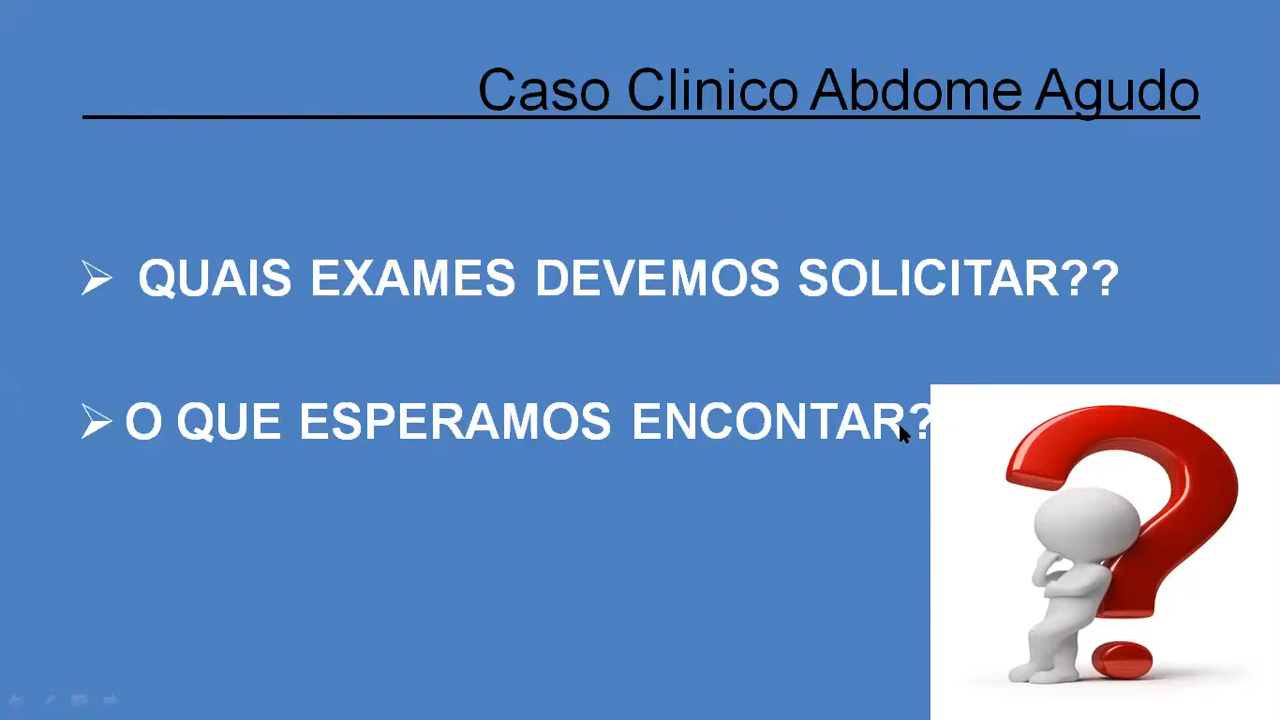 Caso Clinico Abdome Agudo
QUAIS EXAMES DEVEMOS SOLICITAR??
O QUE ESPERAMOS ENCONTAR?